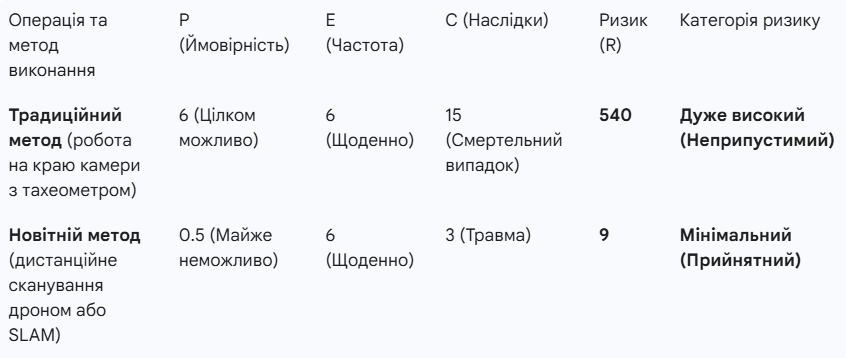 Операція та метод виконання
P (Ймовірність)
E (Частота)
C (Наслідки)
Ризик (R)
Категорія ризику
Традиційний метод (робота на краю камери з тахеометром)
6 (Цілком можливо)
6 (Щоденно)
15 (Смертельний випадок)
540
Дуже високий (Неприпустимий)
Новітній метод (дистанційне сканування дроном або SLAM)
0.5 (Майже неможливо)
6 (Щоденно)
3 (Травма)
9
Мінімальний (Прийнятний)